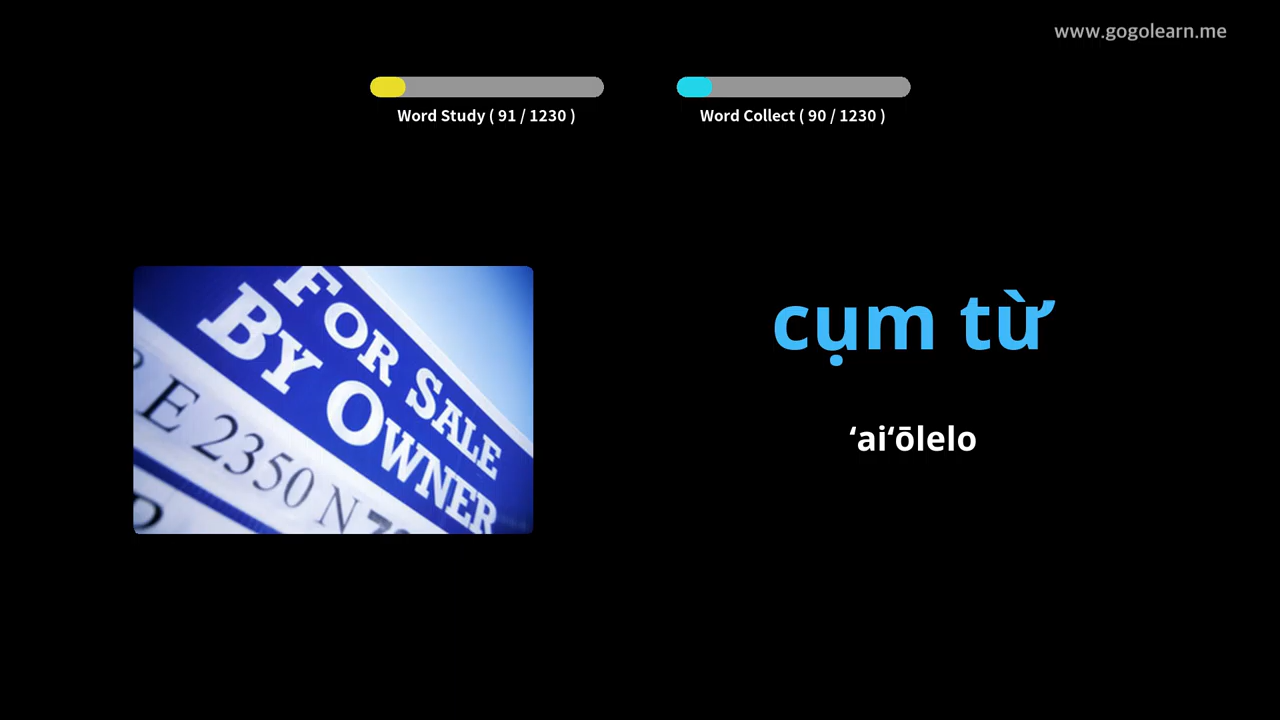 www.gogolearn.me
Word Study ( 91 / 1230 )
Word Collect ( 90 / 1230 )
FOR SALE
BY OWNER
E 2350 N
cụm từ
ʻaiʻōlelo